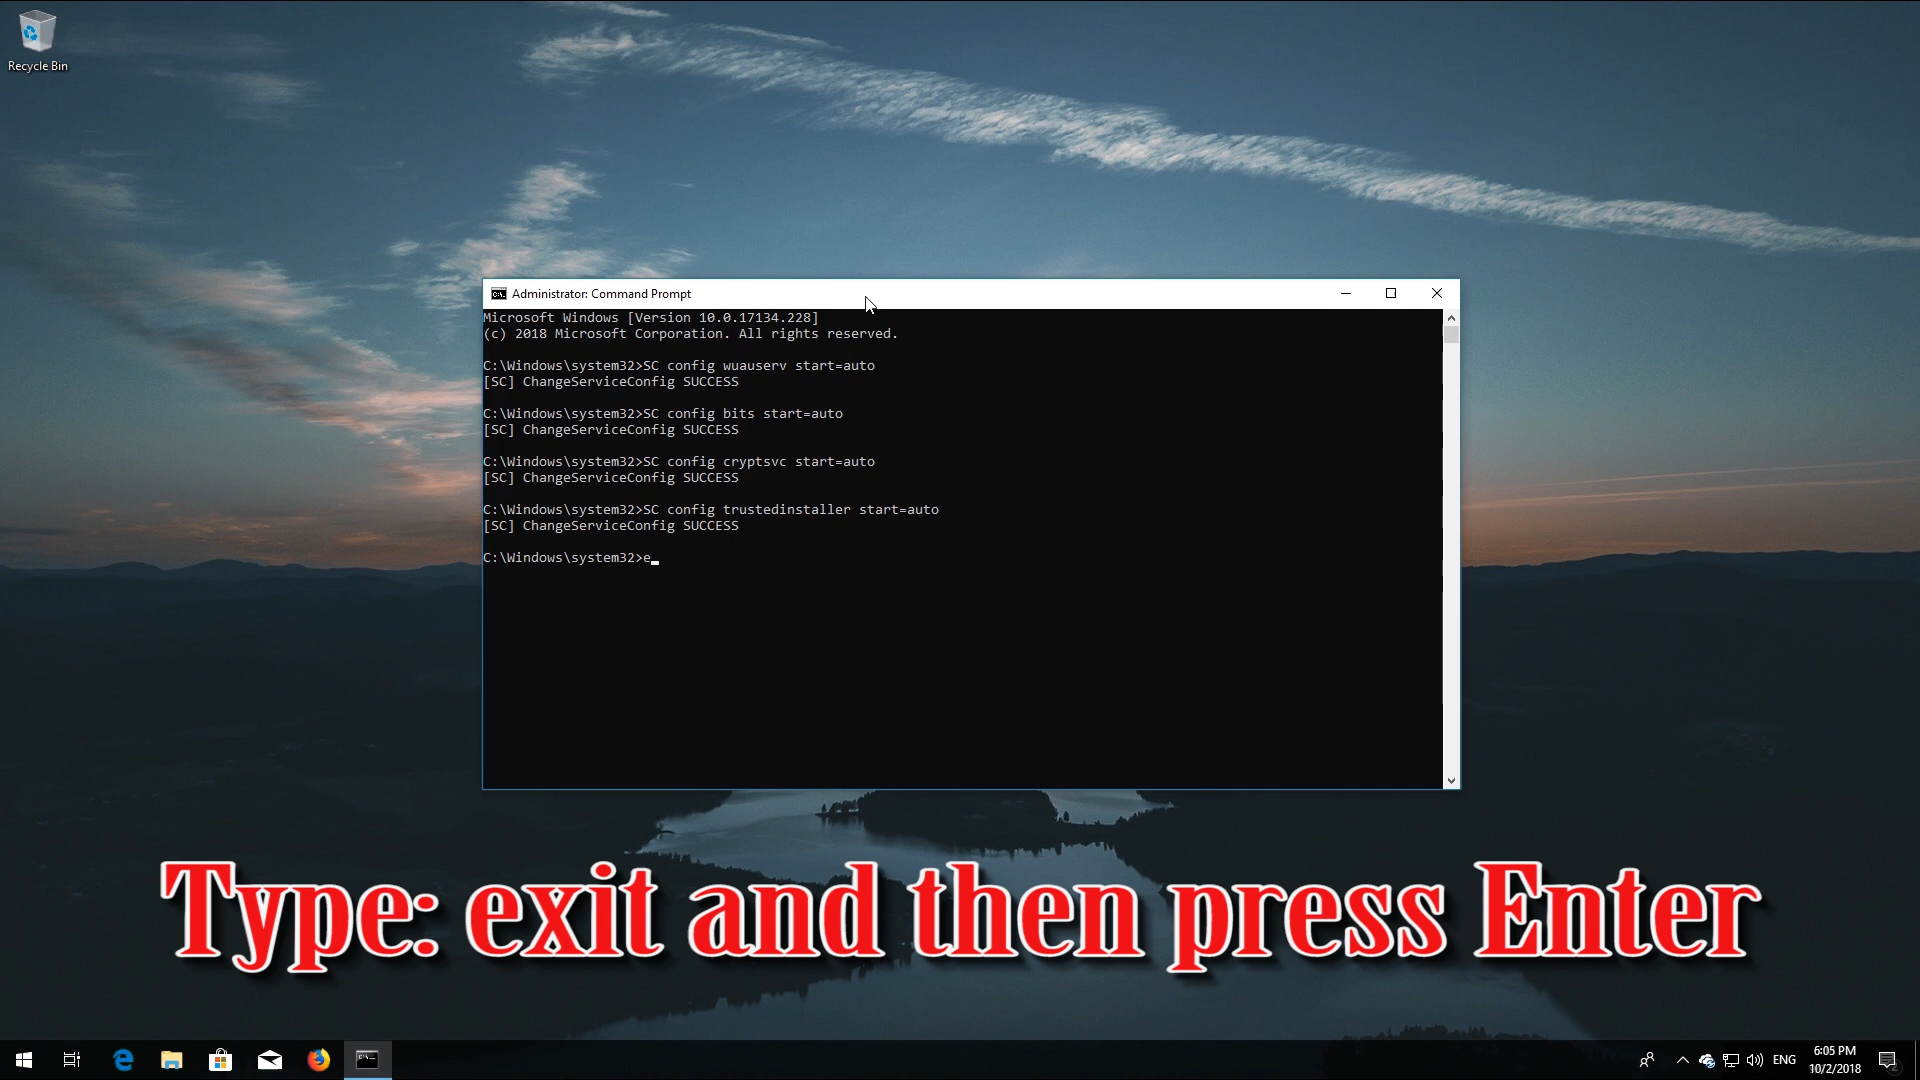 Recycle Bin
Administrator: Command Prompt
Microsoft Windows [Version 10.0.17134.228]
(c) 2018 Microsoft Corporation. All rights reserved.
C:\Windows\system32>SC config wuauserv start=auto
[SC] ChangeServiceConfig SUCCESS
C:\Windows\system32>SC config bits start=auto
[SC] ChangeServiceConfig SUCCESS
C:\Windows\system32>SC config cryptsvc start=auto
[SC] ChangeServiceConfig SUCCESS
C:\Windows\system32>SC config trustedinstaller start=auto
[SC] ChangeServiceConfig SUCCESS
C:\Windows\system32>e
Type: exit and then press Enter
ENG
6:05 PM
10/2/2018